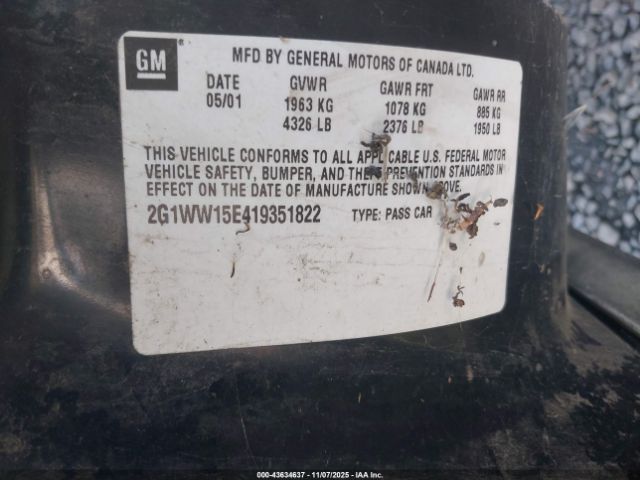 GM ®
MFD BY GENERAL MOTORS OF CANADA LTD.
DATE GVWR GAWR FRT GAWR RR
05/01 1963 KG 1078 KG 885 KG
4326 LB 2376 LB 1950 LB
THIS VEHICLE CONFORMS TO ALL APPLICABLE U.S. FEDERAL MOTOR
VEHICLE SAFETY, BUMPER, AND THEFT PREVENTION STANDARDS IN
EFFECT ON THE DATE OF MANUFACTURE SHOWN ABOVE.
2G1WW15E419351822 TYPE: PASS CAR
000-43634637 - 11/07/2025 - IAA Inc.